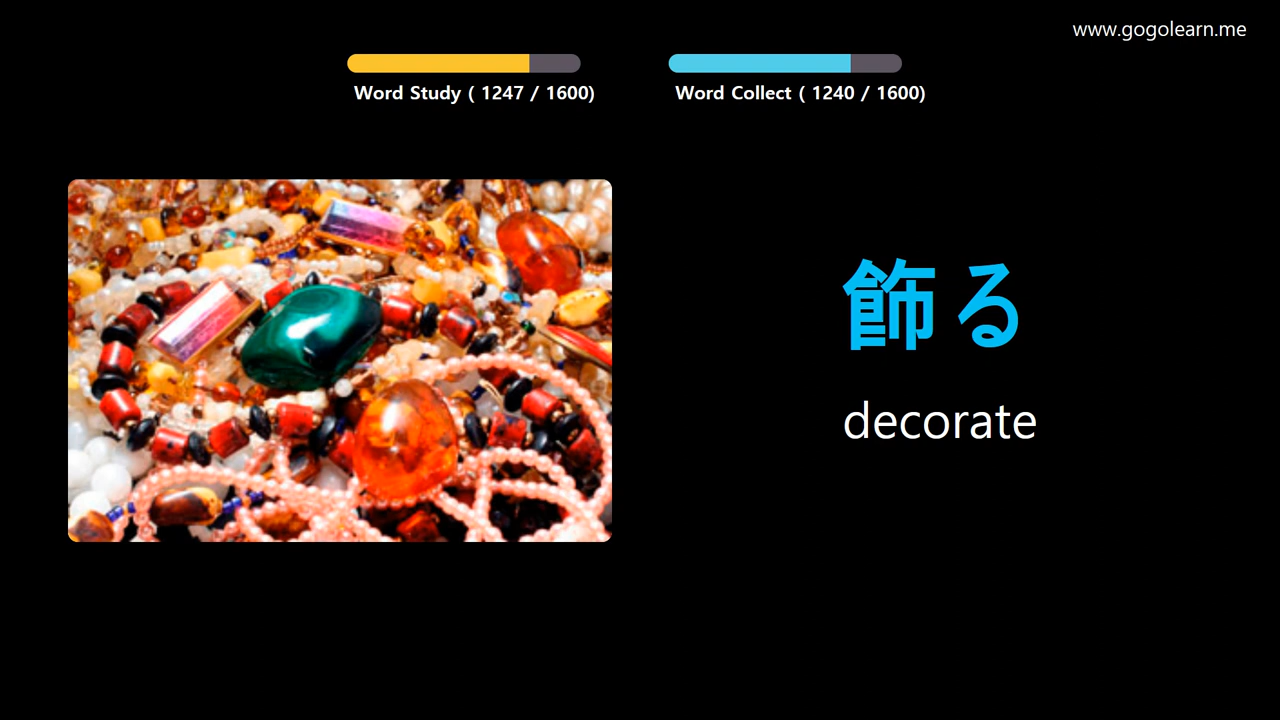 www.gogolearn.me
Word Study ( 1247 / 1600)
Word Collect ( 1240 / 1600)
飾る
decorate